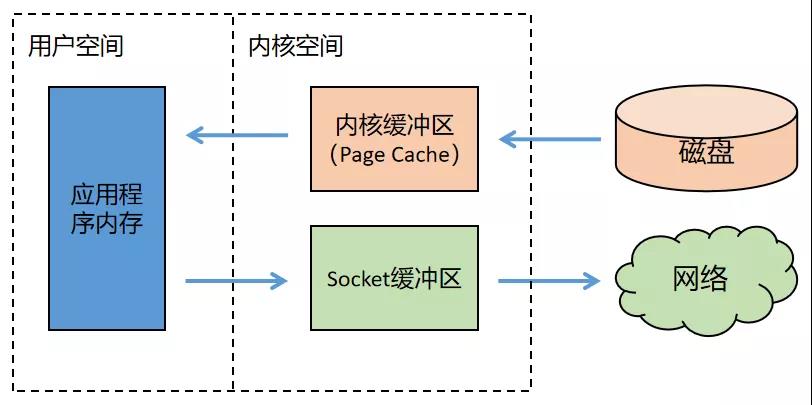 用户空间
内核空间
内核缓冲区
（Page Cache）
磁盘
应用程
序内存
Socket缓冲区
网络